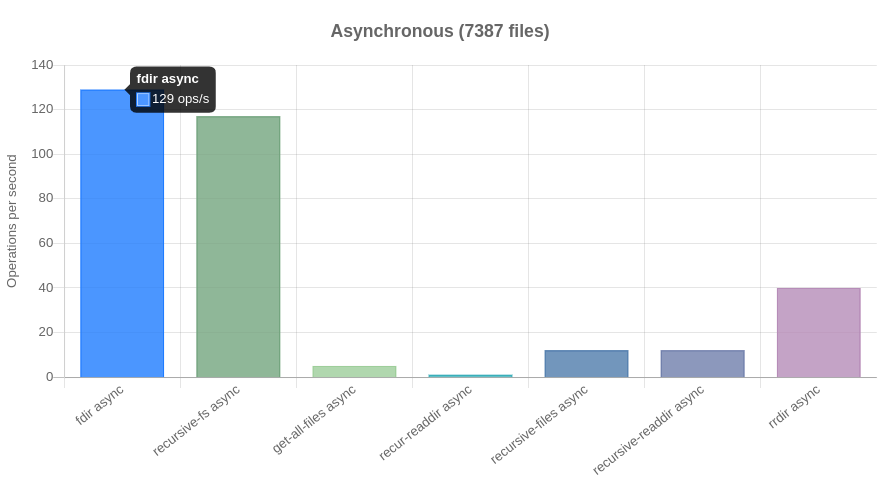 Asynchronous (7387 files)
Operations per second
140
120
100
80
60
40
20
0
fdir async
129 ops/s
fdir async
recursive-fs async
get-all-files async
recur-readdir async
recursive-files async
recursive-readdir async
rrdir async